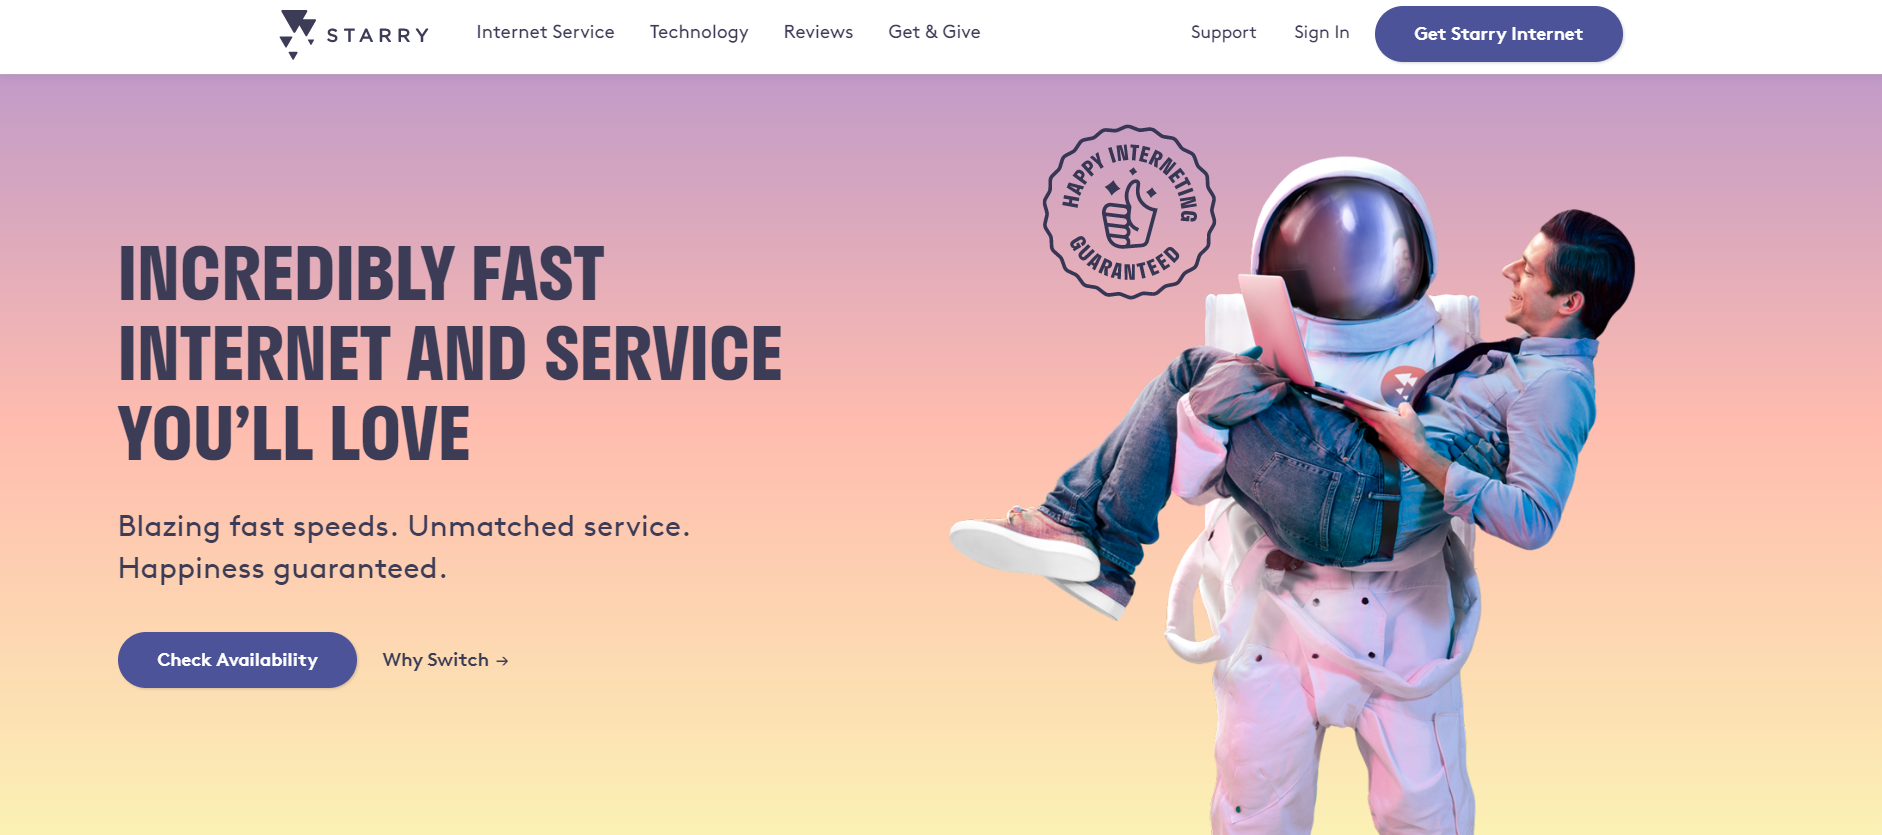 STARRY
Internet Service
Technology
Reviews
Get & Give
Support
Sign In
Get Starry Internet
HAPPY INTERNETING
GUARANTEED
INCREDIBLY FAST
INTERNET AND SERVICE
YOU’LL LOVE
Blazing fast speeds. Unmatched service.
Happiness guaranteed.
Check Availability
Why Switch →